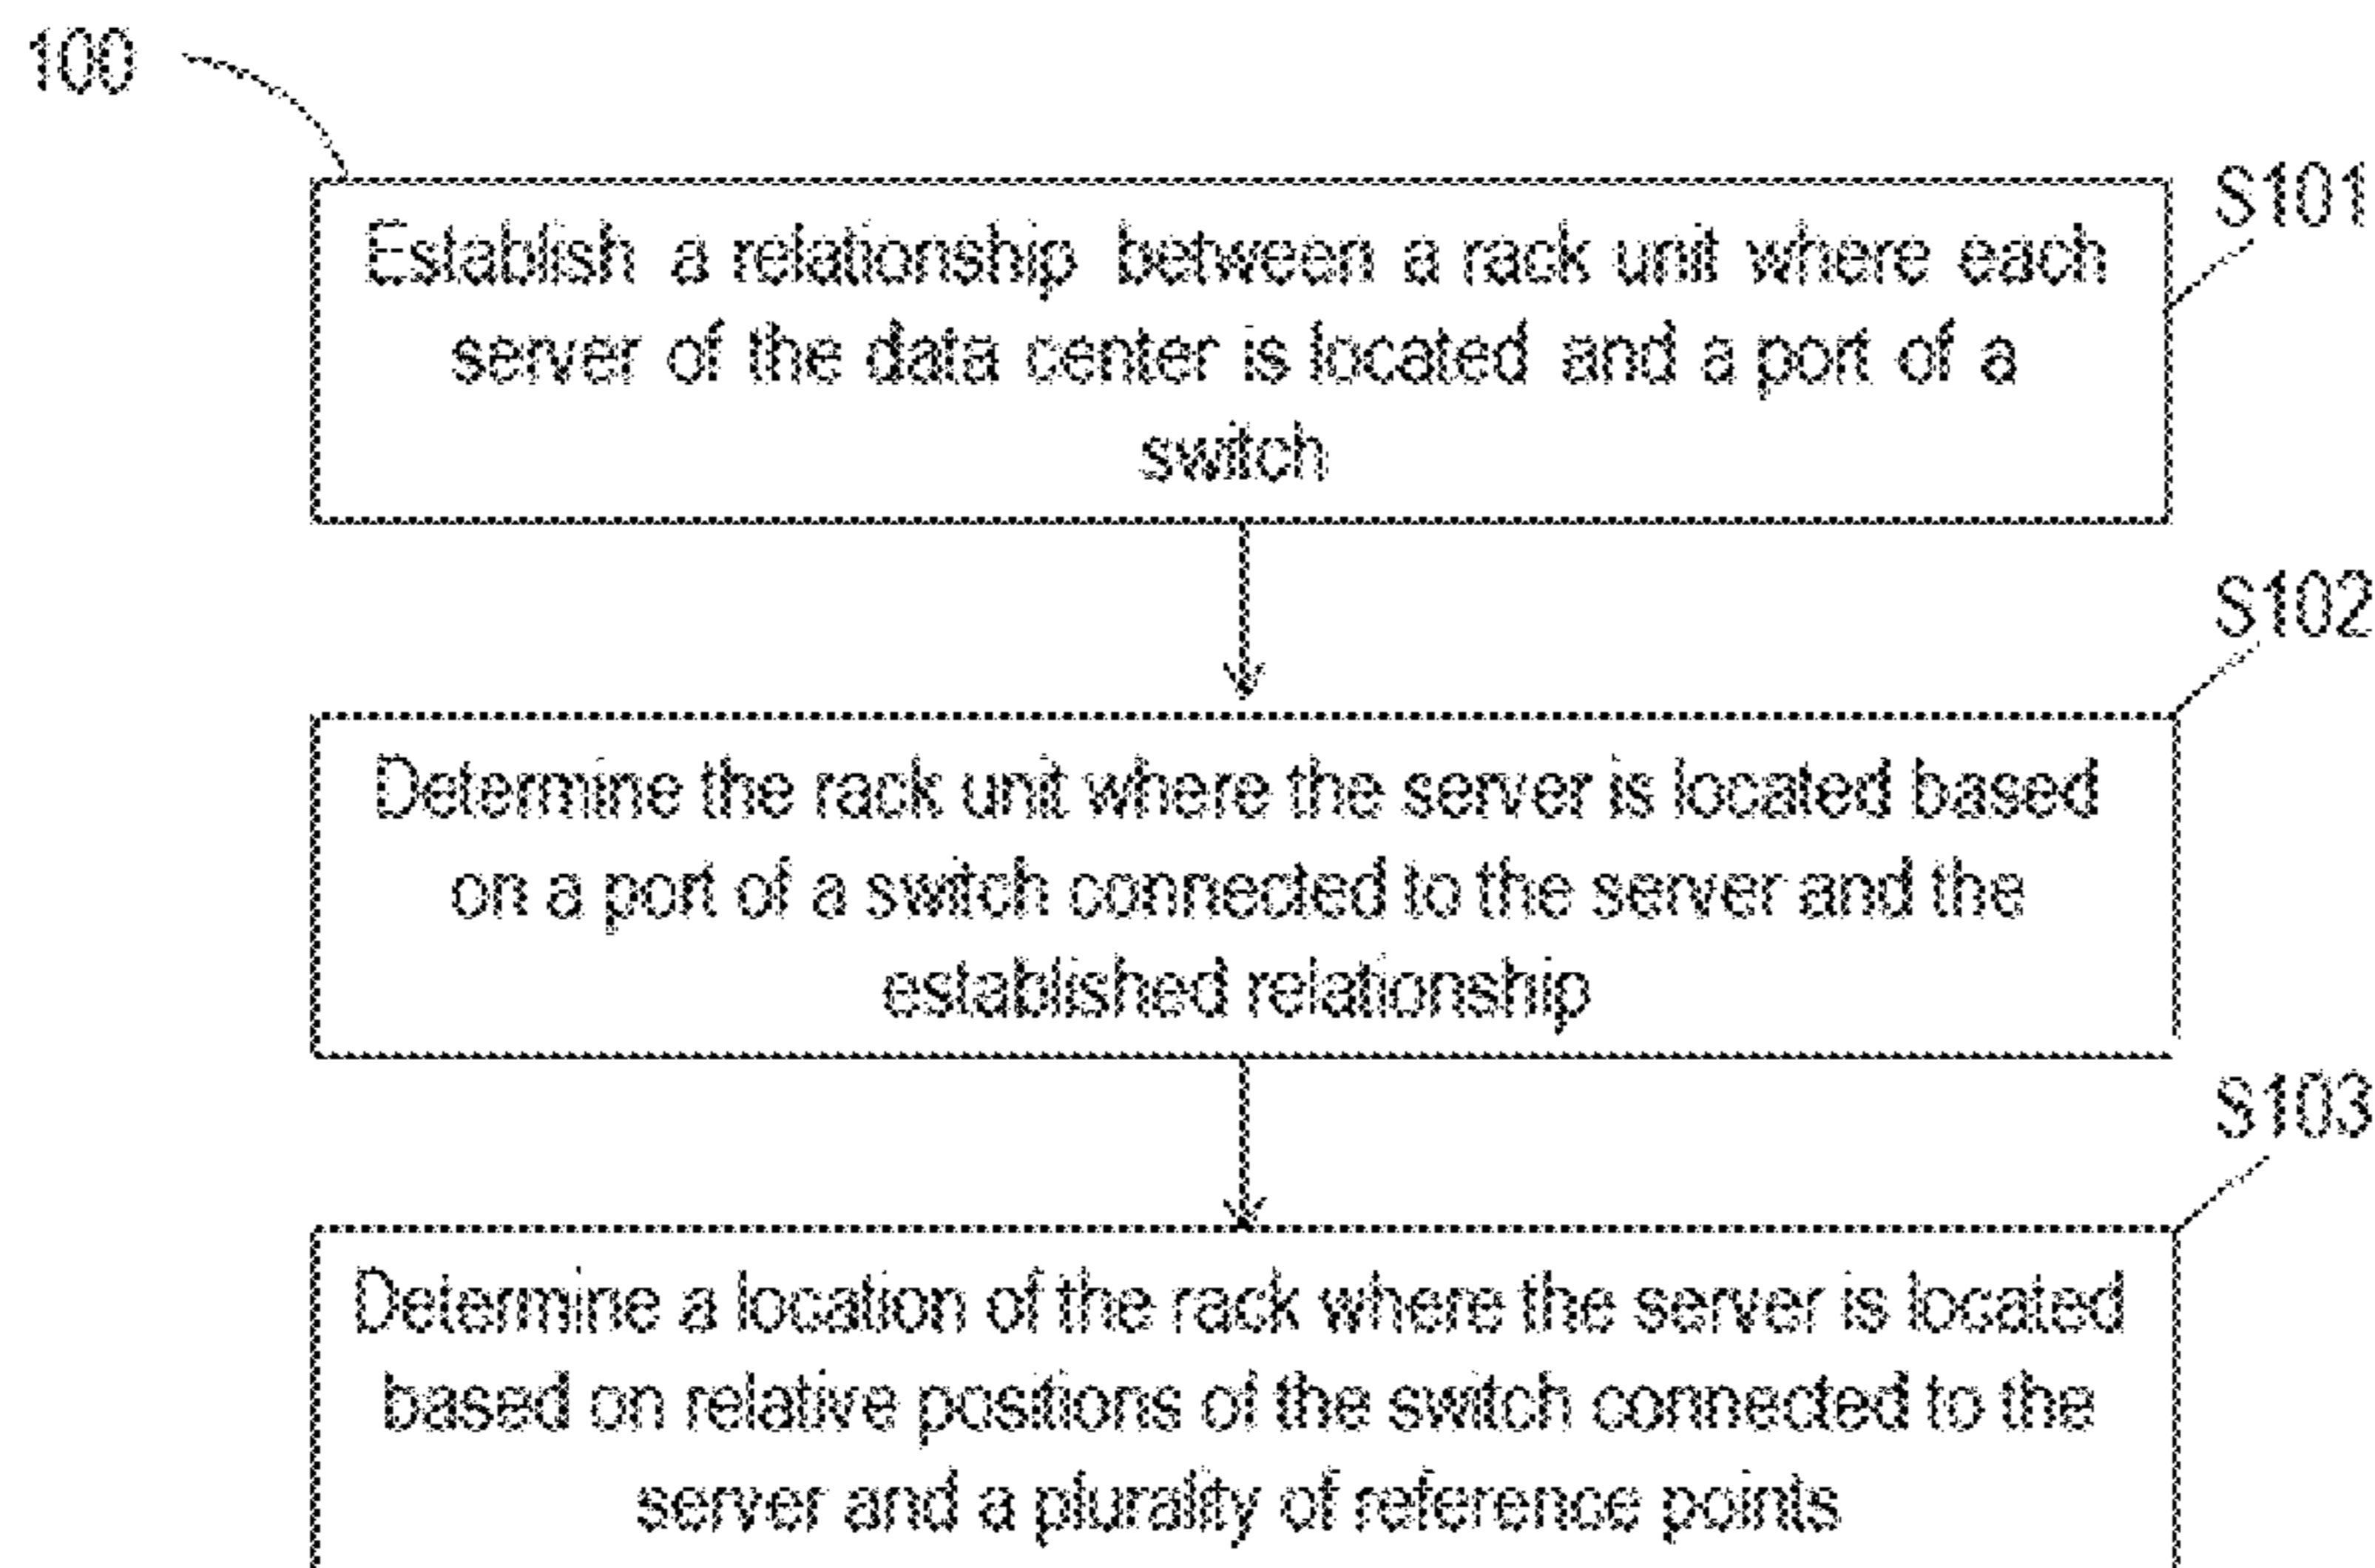 100
S101
Establish a relationship between a rack unit where each
server of the data center is located and a port of a
switch
S102
Determine the rack unit where the server is located based
on a port of a switch connected to the server and the
established relationship
S103
Determine a location of the rack where the server is located
based on relative positions of the switch connected to the
server and a plurality of reference points